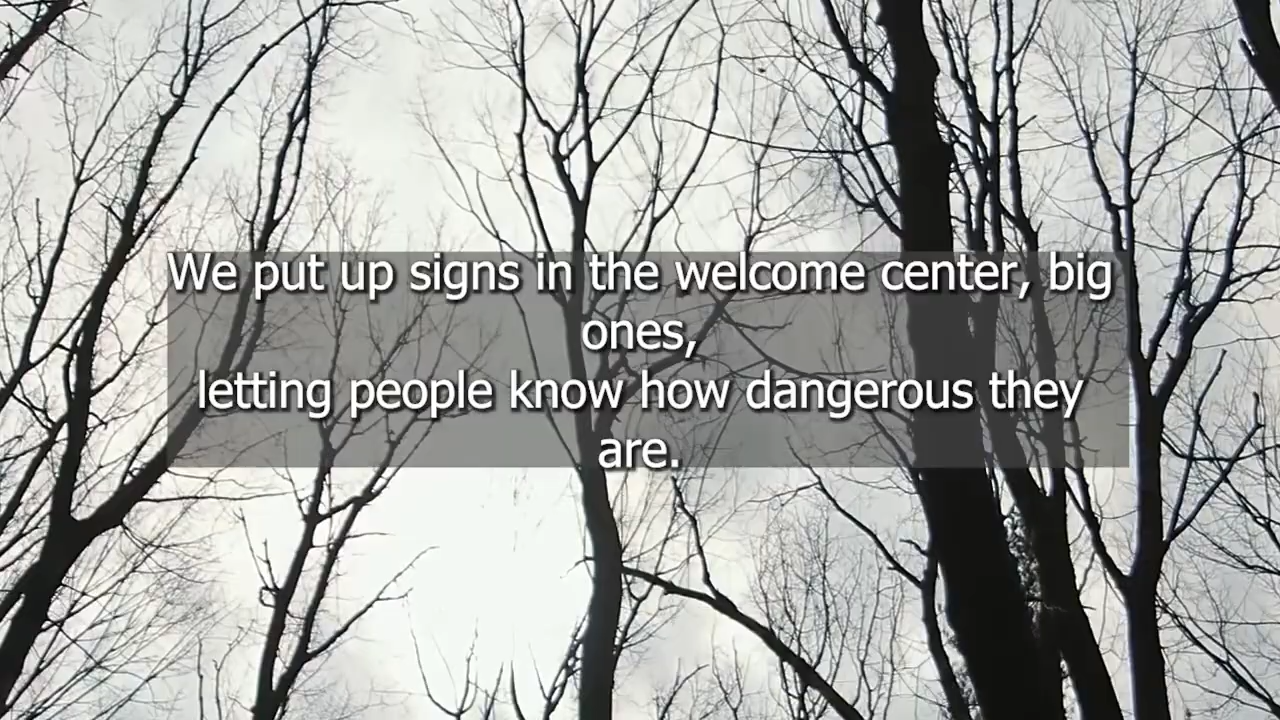 We put up signs in the welcome center, big
ones,
letting people know how dangerous they
are.